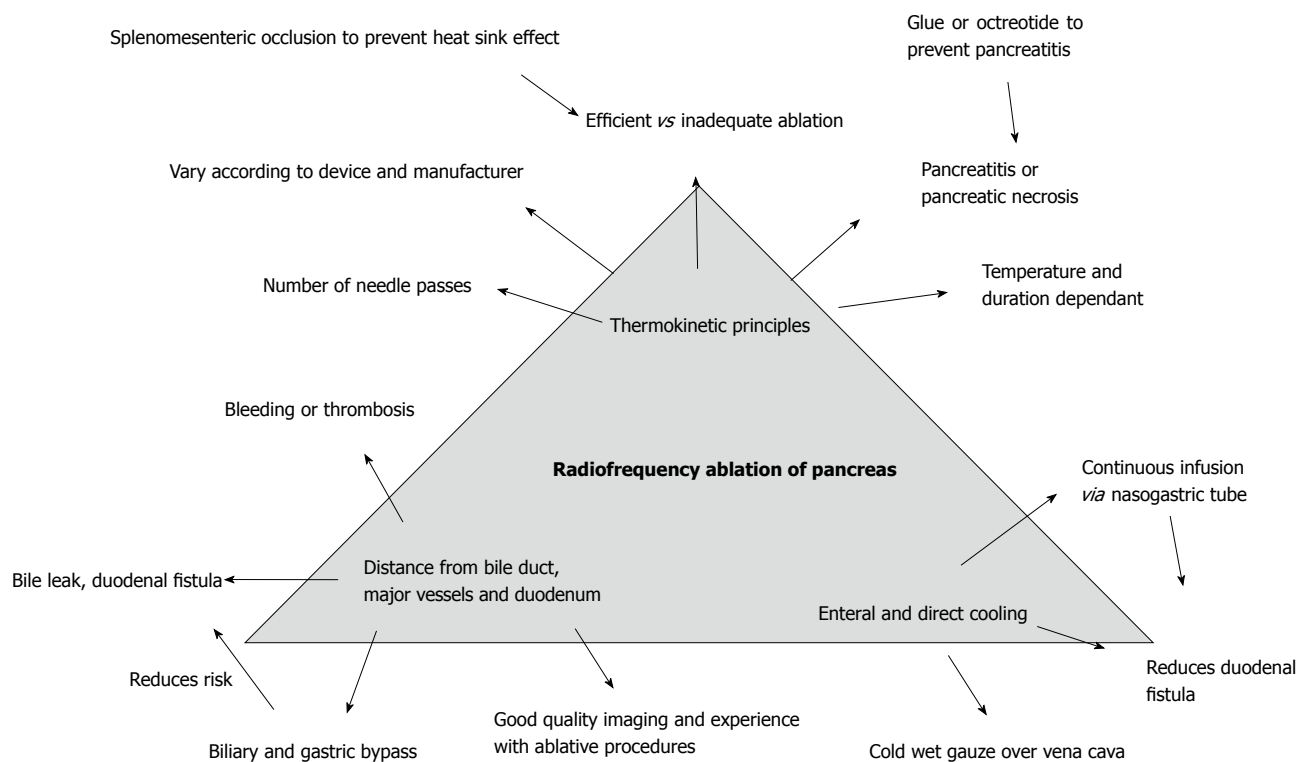 Splenomesenteric occlusion to prevent heat sink effect
Glue or octreotide to
prevent pancreatitis
Efficient vs inadequate ablation
Vary according to device and manufacturer
Pancreatitis or
pancreatic necrosis
Number of needle passes
Temperature and
duration dependant
Thermokinetic principles
Bleeding or thrombosis
Radiofrequency ablation of pancreas
Continuous infusion
via nasogastric tube
Bile leak, duodenal fistula
Distance from bile duct,
major vessels and duodenum
Enteral and direct cooling
Reduces risk
Reduces duodenal
fistula
Biliary and gastric bypass
Good quality imaging and experience
with ablative procedures
Cold wet gauze over vena cava